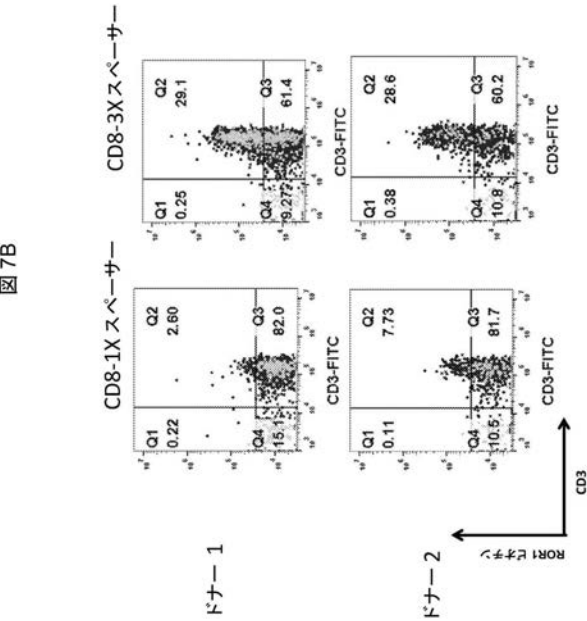 図 7B
CD8-1X スペーサー
CD8-3X スペーサー
ドナー 1
Q1
0.22
Q2
2.60
Q4
15.1
Q3
82.0
CD3-FITC
Q1
0.25
Q2
29.1
Q4
9.27
Q3
61.4
CD3-FITC
ドナー 2
Q1
0.11
Q2
7.73
Q4
10.5
Q3
81.7
CD3-FITC
Q1
0.38
Q2
28.6
Q4
10.8
Q3
60.2
CD3-FITC
ROR1 ビオチン
CD3